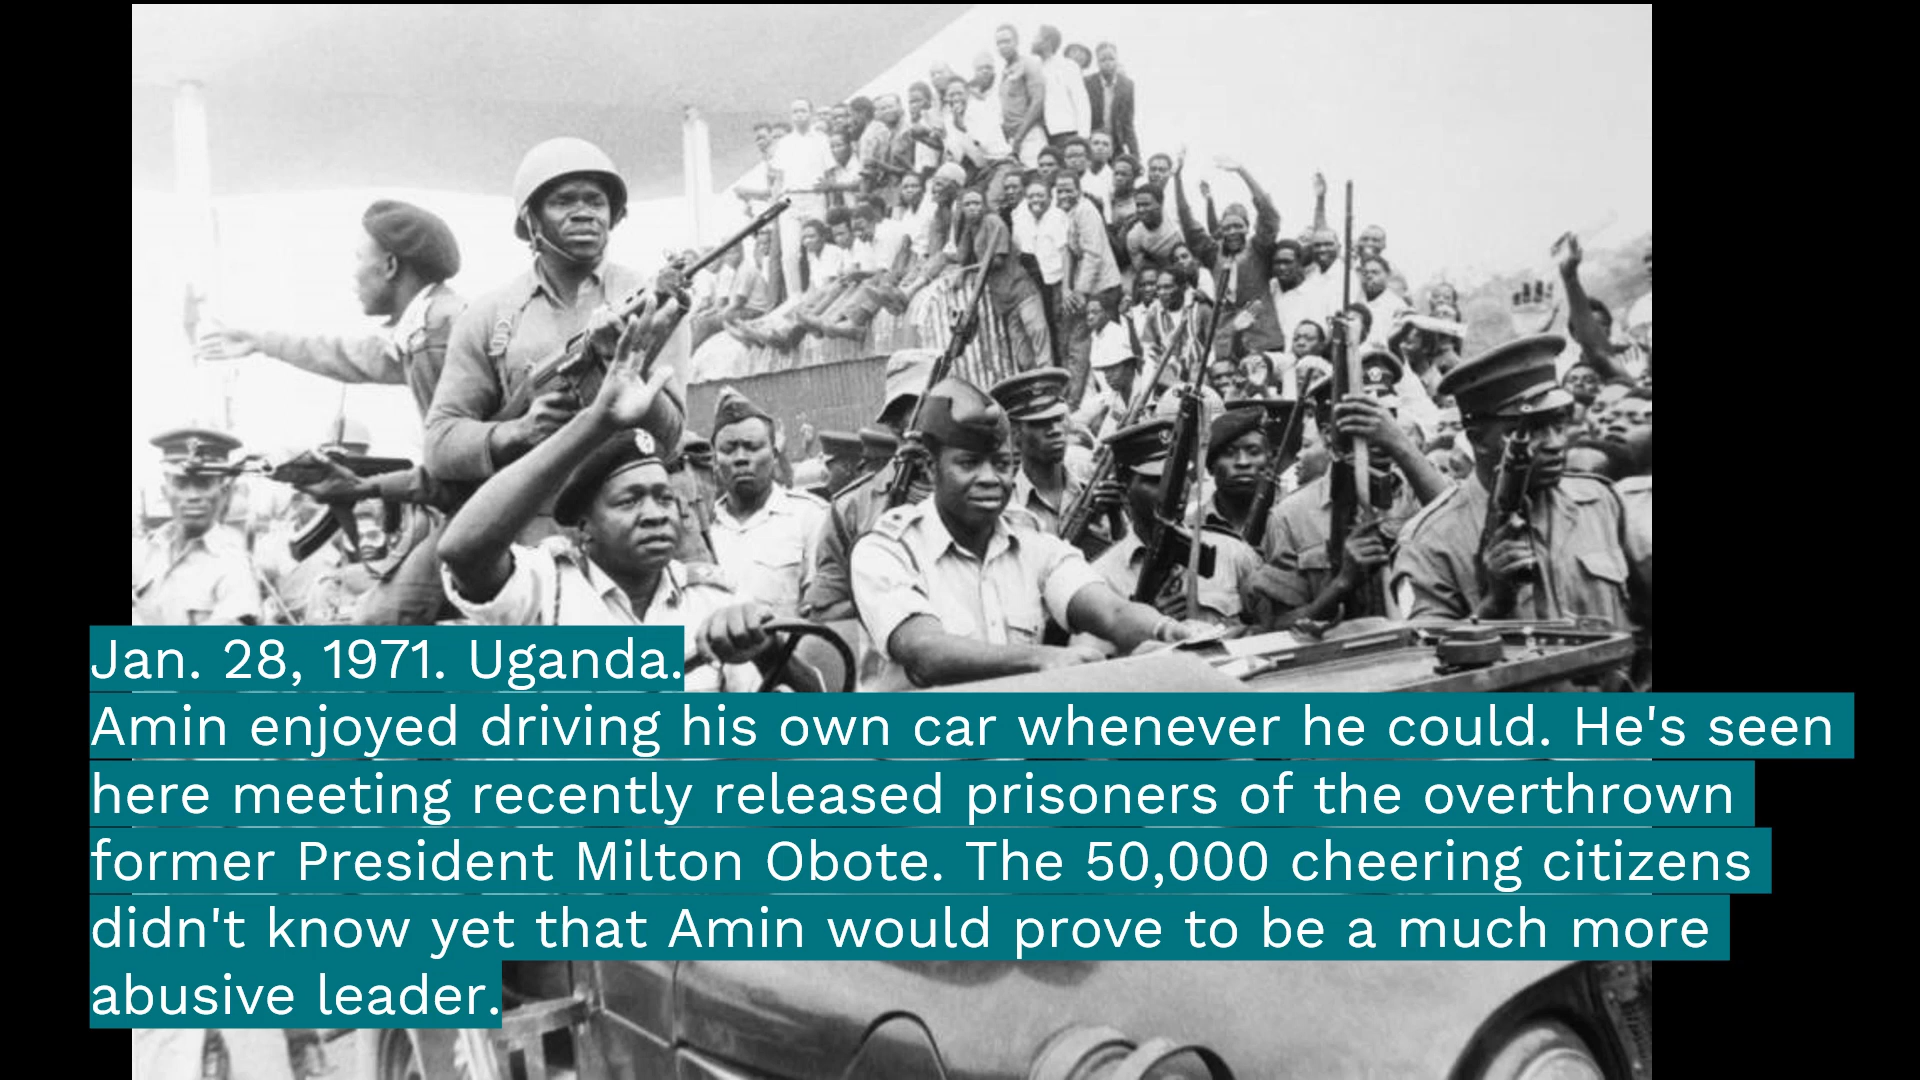 Jan. 28, 1971. Uganda.
Amin enjoyed driving his own car whenever he could. He's seen
here meeting recently released prisoners of the overthrown
former President Milton Obote. The 50,000 cheering citizens
didn't know yet that Amin would prove to be a much more
abusive leader.